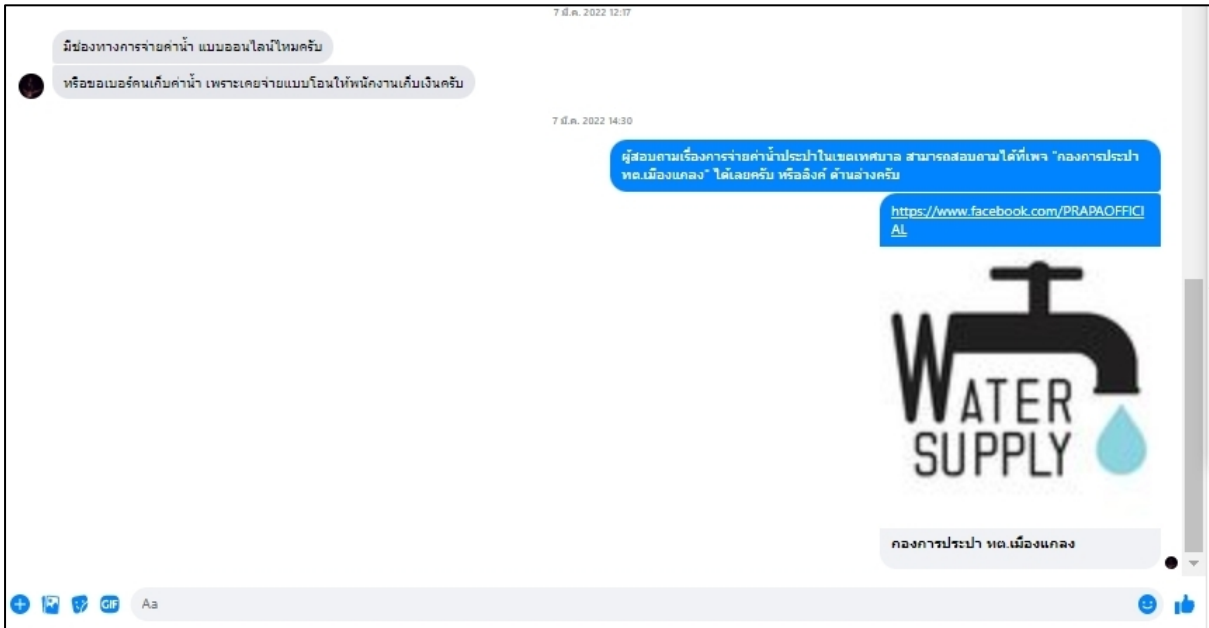 7 มี.ค. 2022 12:17
มีช่องทางการจ่ายค่าน้ำ แบบออนไลน์ไหมครับ
หรือขอเบอร์คนเก็บค่าน้ำ เพราะเคยจ่ายแบบโอนให้พนักงานเก็บเงินครับ
7 มี.ค. 2022 14:30
ผู้สอบถามเรื่องการจ่ายค่าน้ำประปาในเขตเทศบาล สามารถสอบถามได้ที่เพจ "กองการประปา
ทต.เมืองแกลง" ได้เลยครับ หรือลิงค์ ด้านล่างครับ
https://www.facebook.com/PRAPAOFFICI
AL
WATER
SUPPLY
กองการประปา ทต.เมืองแกลง
GIF
Aa